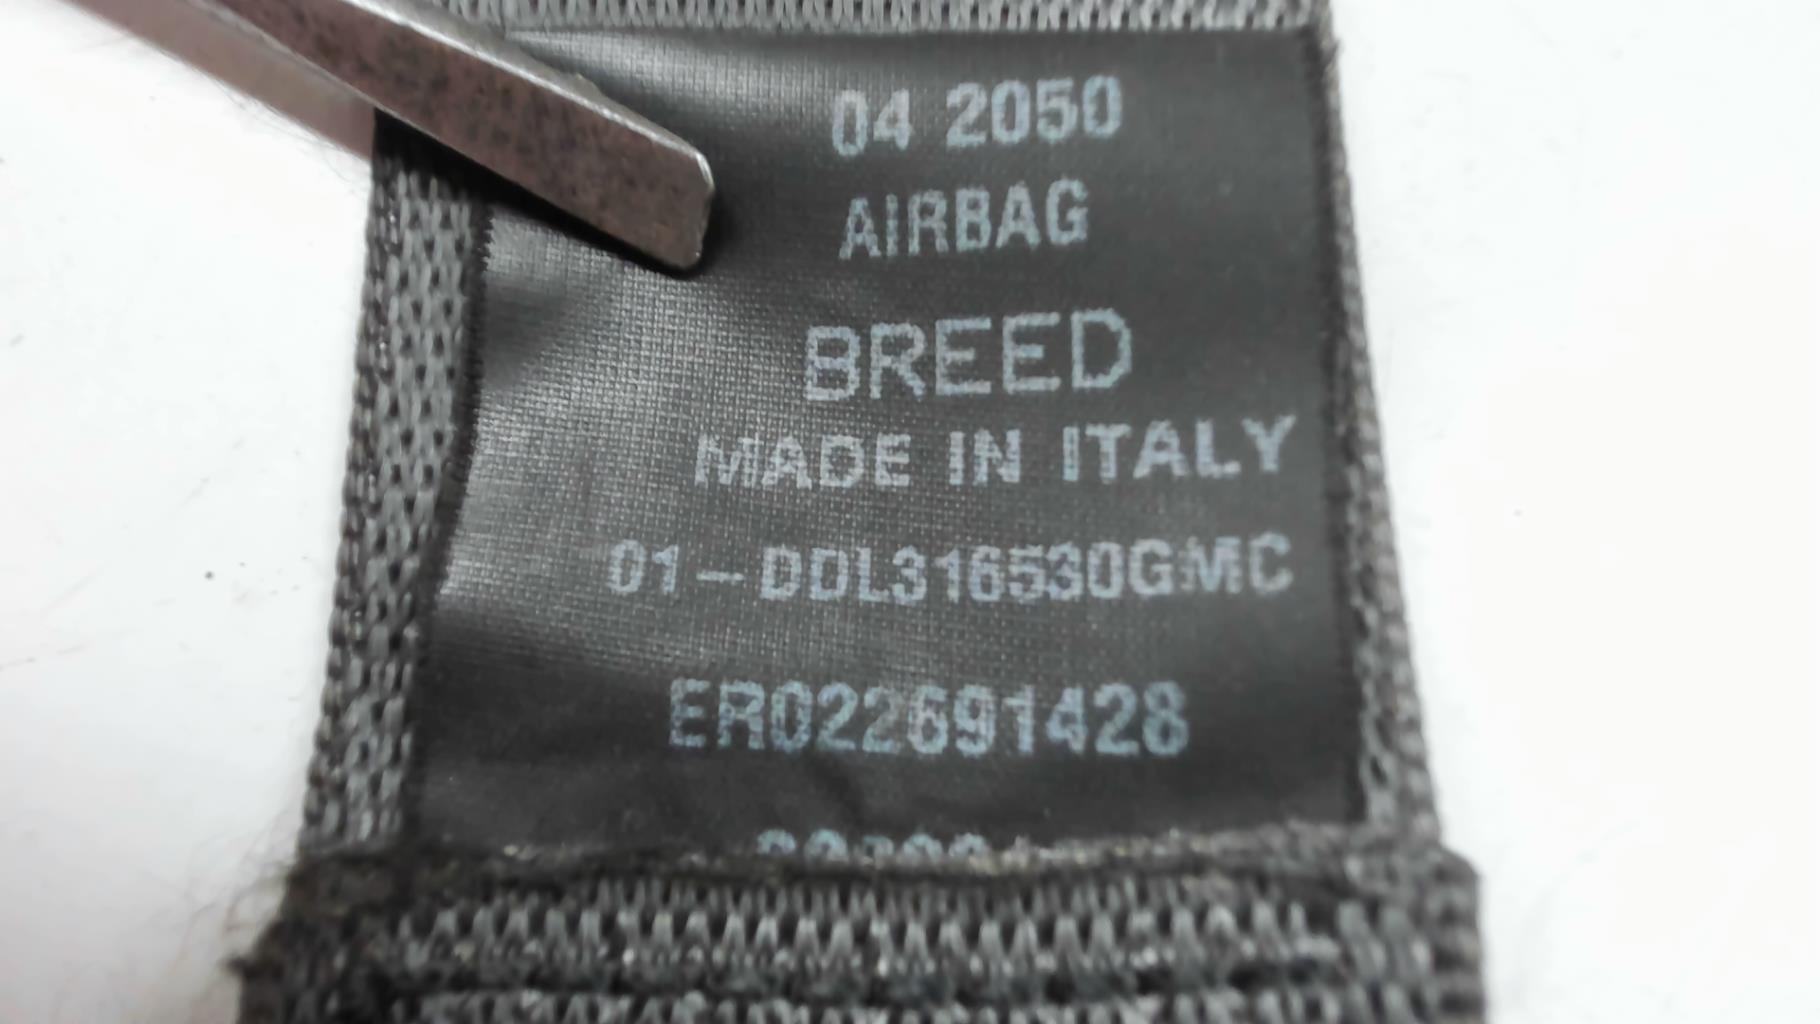 04 2050
AIRBAG
BREED
MADE IN ITALY
01-DDL316530GMC
ER022691428